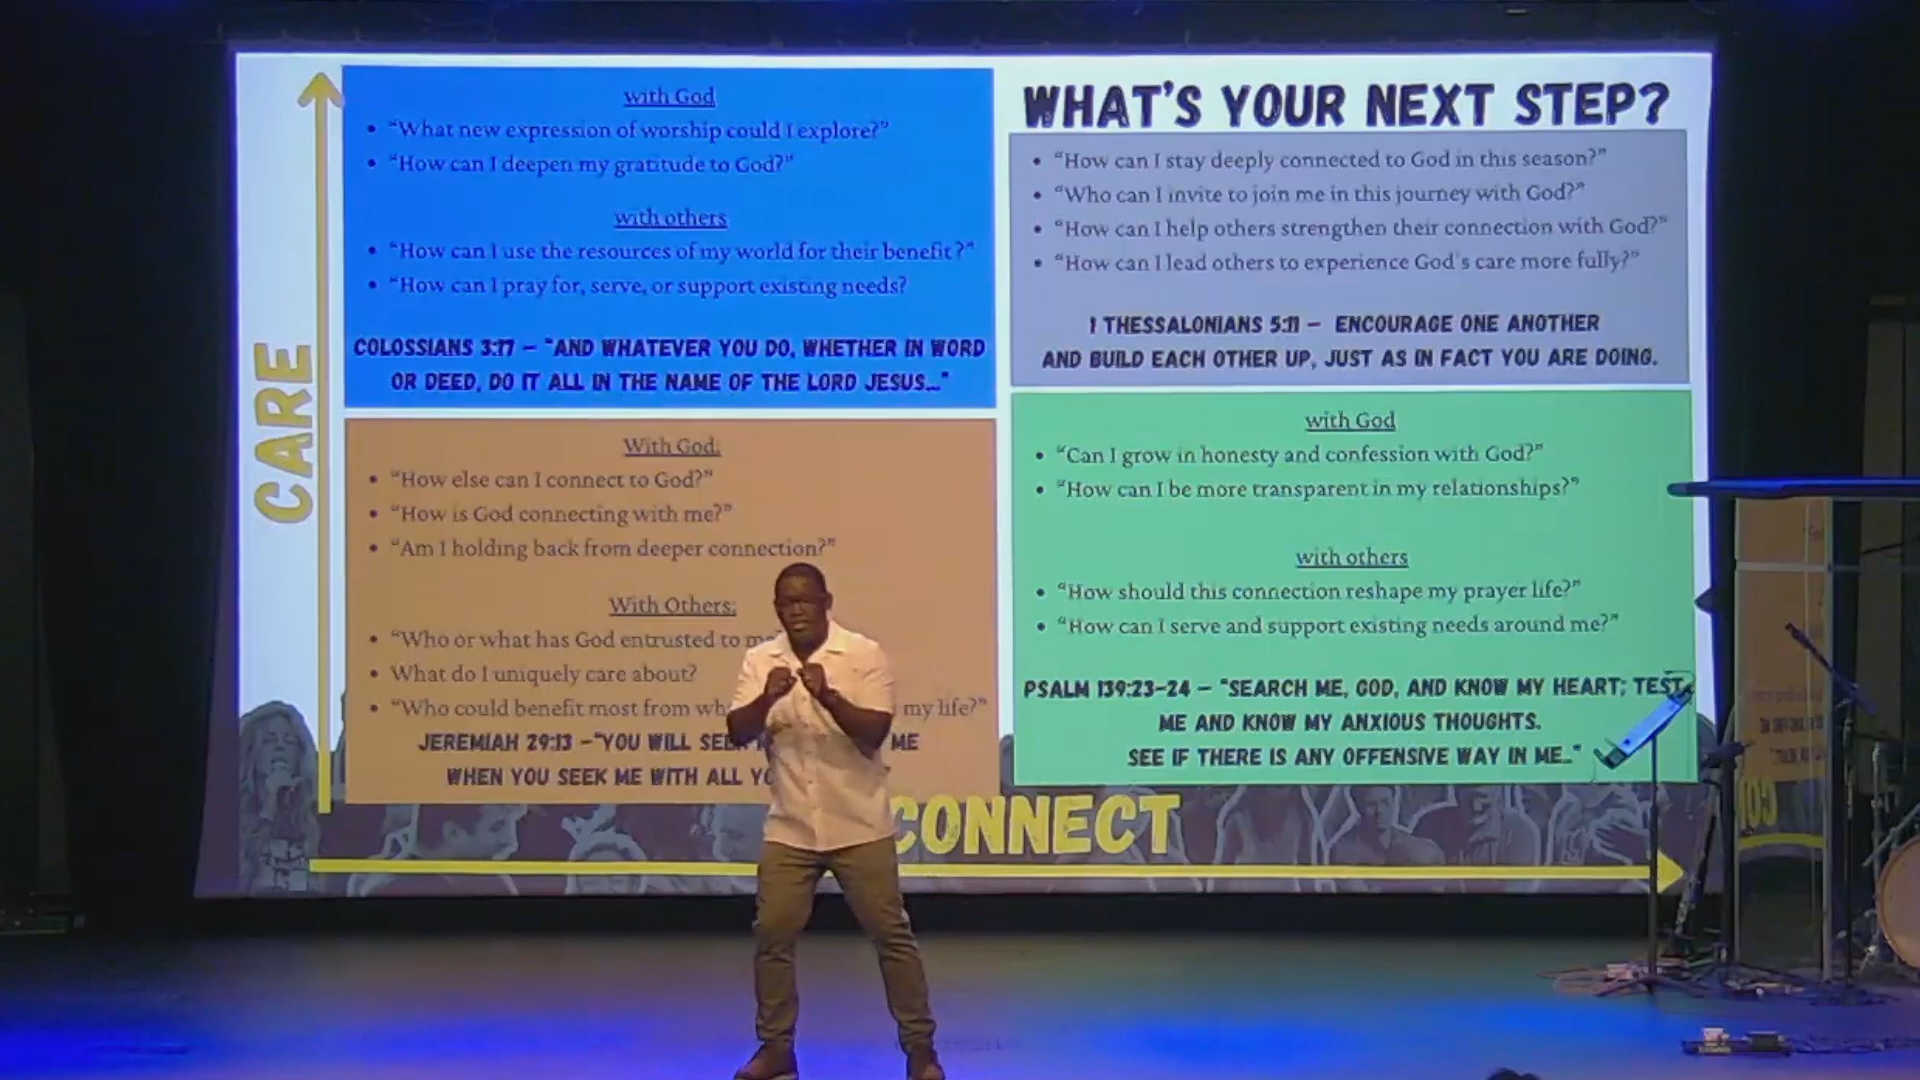 with God
• “What new expression of worship could I explore?”
• “How can I deepen my gratitude to God?”
with others
• “How can I use the resources of my world for their benefit?”
• “How can I pray for, serve, or support existing needs?
COLOSSIANS 3:17 – “AND WHATEVER YOU DO, WHETHER IN WORD
OR DEED, DO IT ALL IN THE NAME OF THE LORD JESUS...”
WHAT’S YOUR NEXT STEP?
• “How can I stay deeply connected to God in this season?”
• “Who can I invite to join me in this journey with God?”
• “How can I help others strengthen their connection with God?”
• “How can I lead others to experience God's care more fully?”
1 THESSALONIANS 5:11 – ENCOURAGE ONE ANOTHER
AND BUILD EACH OTHER UP, JUST AS IN FACT YOU ARE DOING.
CARE
With God:
• “How else can I connect to God?”
• “How is God connecting with me?”
• “Am I holding back from deeper connection?”
With Others:
• “Who or what has God entrusted to me
• What do I uniquely care about?
• “Who could benefit most from my life?”
JEREMIAH 29:13 –“YOU WILL ME
WHEN YOU SEEK ME WITH ALL
with God
• “Can I grow in honesty and confession with God?”
• “How can I be more transparent in my relationships?”
with others
• “How should this connection reshape my prayer life?”
• “How can I serve and support existing needs around me?”
PSALM 139:23-24 – “SEARCH ME, GOD, AND KNOW MY HEART; TEST
ME AND KNOW MY ANXIOUS THOUGHTS.
SEE IF THERE IS ANY OFFENSIVE WAY IN ME..”
CONNECT